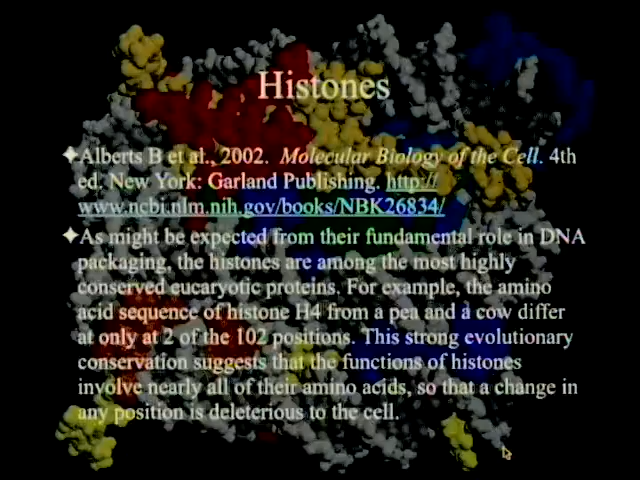 Histones
Alberts B et al., 2002. Molecular Biology of the Cell. 4th
ed. New York: Garland Publishing. http://
www.ncbi.nlm.nih.gov/books/NBK26834/
As might be expected from their fundamental role in DNA
packaging, the histones are among the most highly
conserved eucaryotic proteins. For example, the amino
acid sequence of histone H4 from a pea and a cow differ
at only at 2 of the 102 positions. This strong evolutionary
conservation suggests that the functions of histones
involve nearly all of their amino acids, so that a change in
any position is deleterious to the cell.